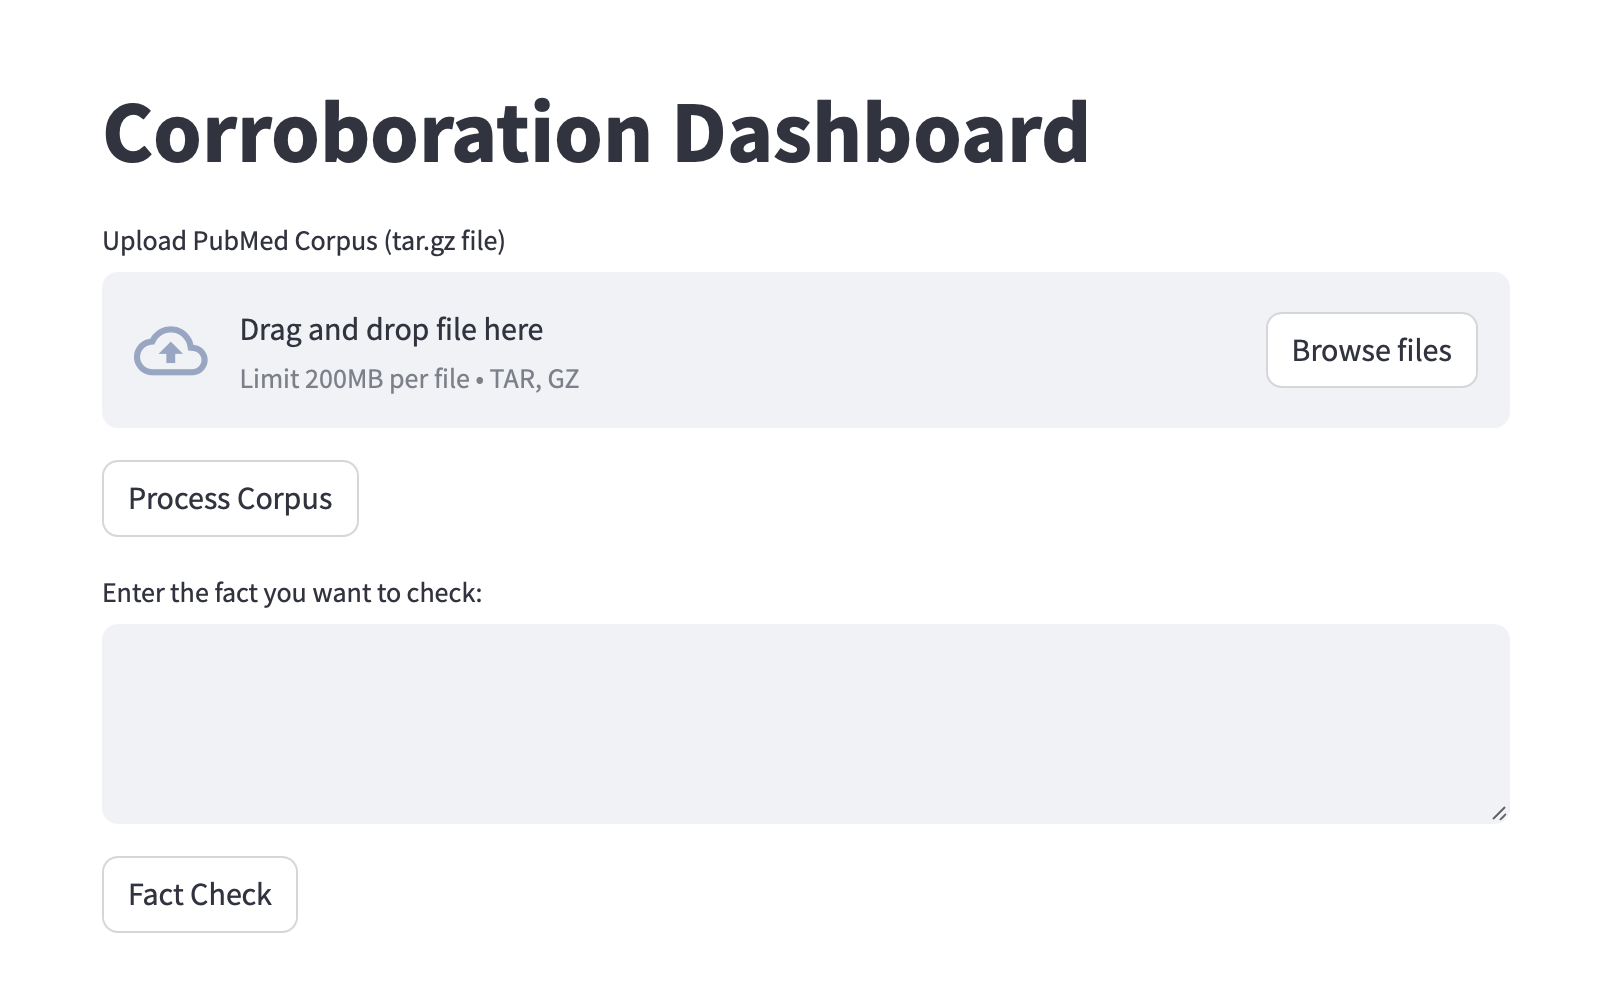 Corroboration Dashboard
Upload PubMed Corpus (tar.gz file)
Drag and drop file here
Limit 200MB per file • TAR, GZ
Browse files
Process Corpus
Enter the fact you want to check:
Fact Check